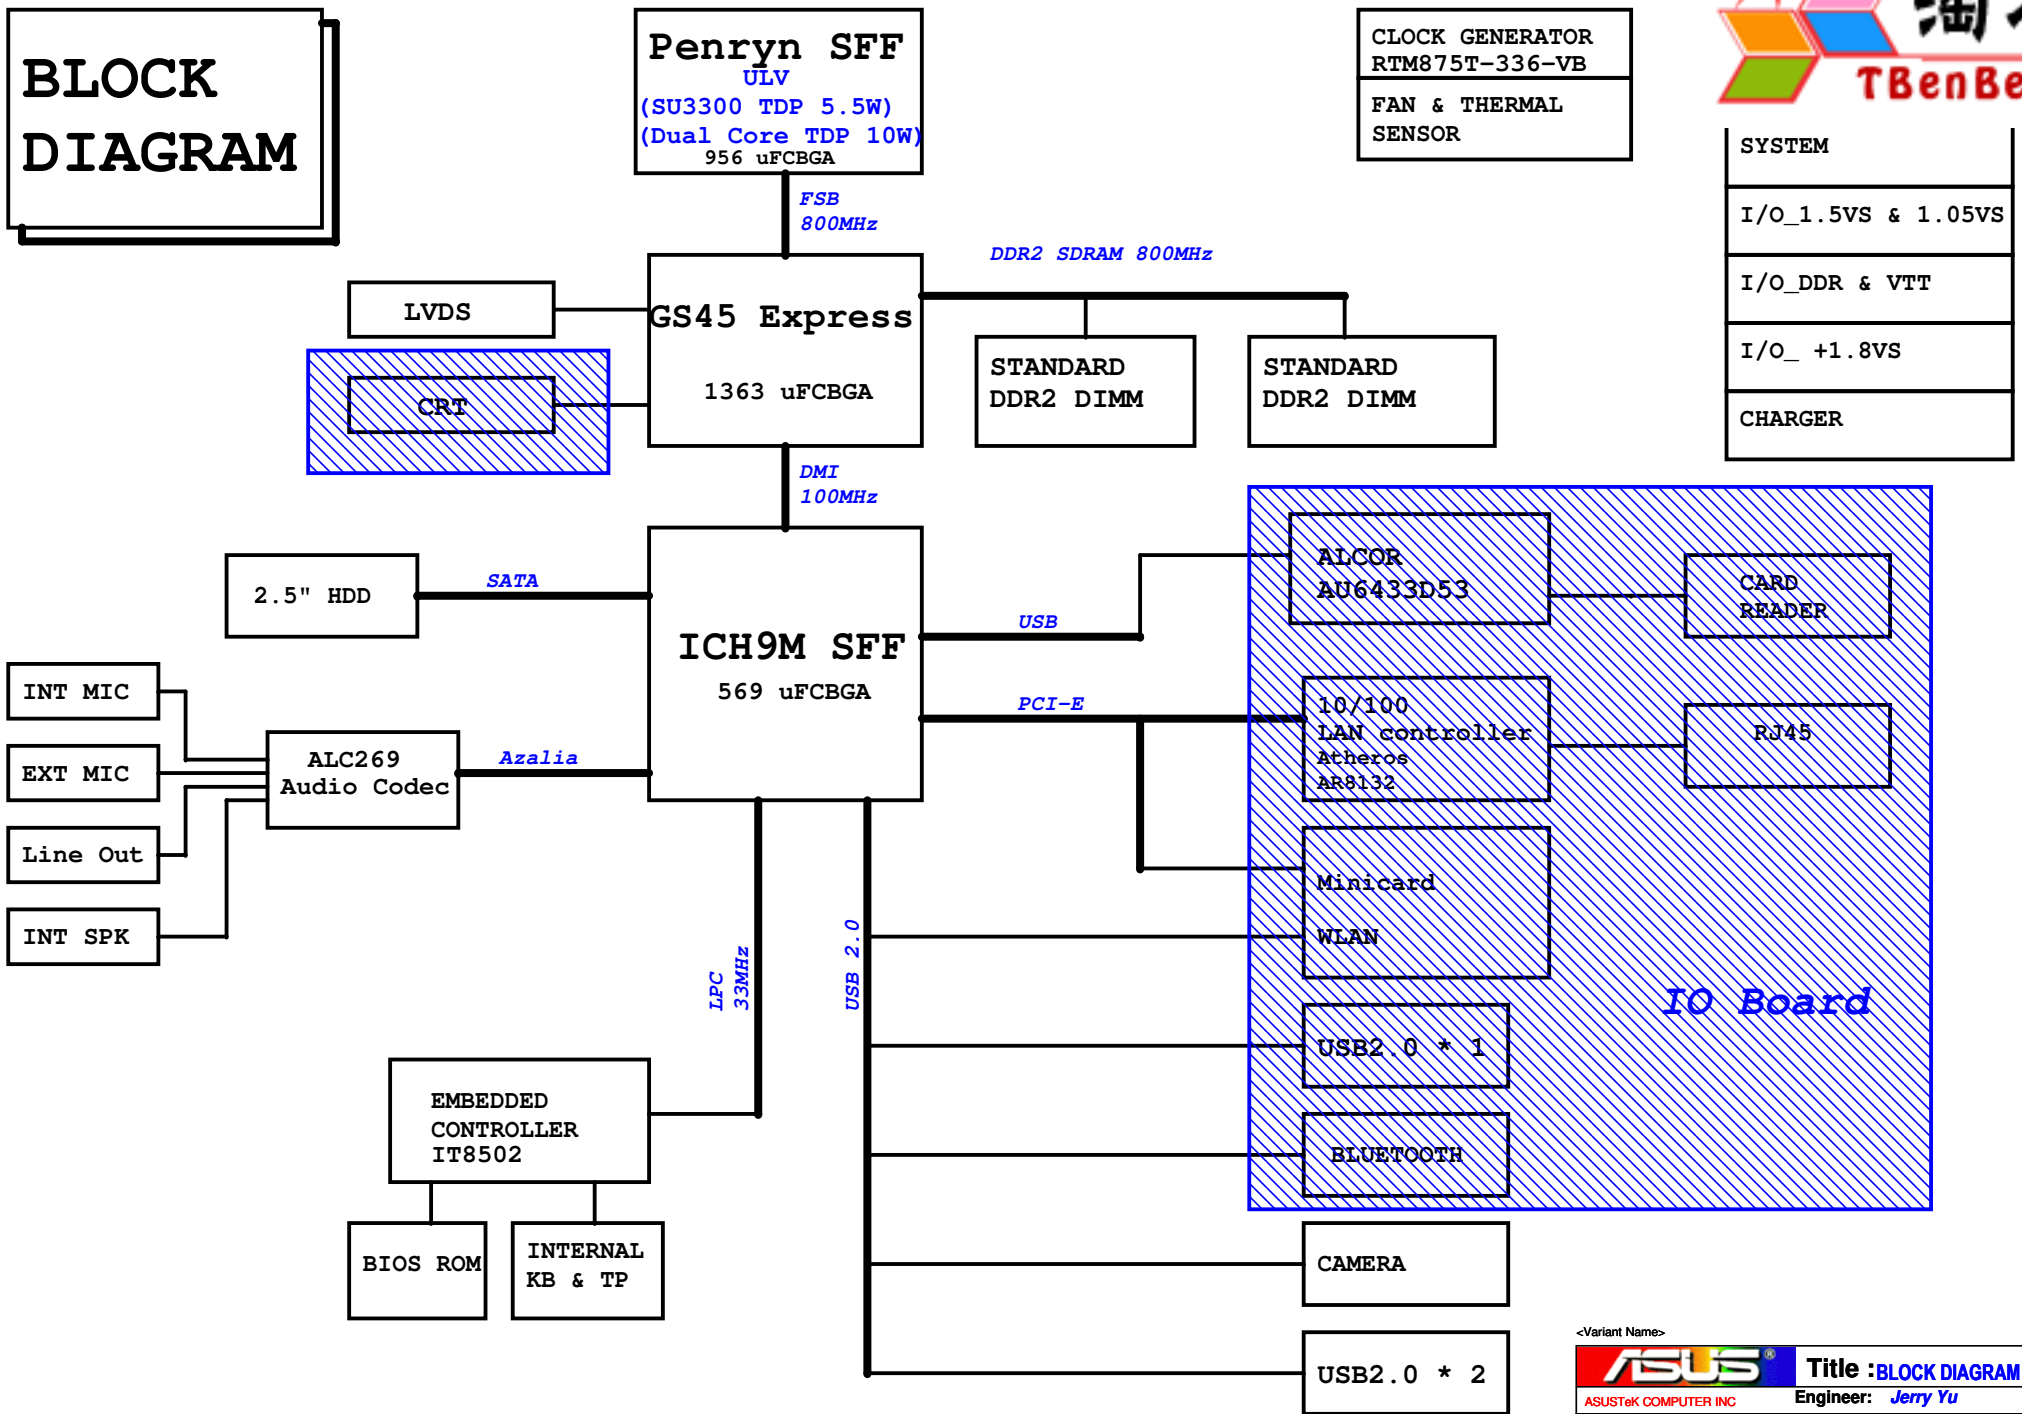 BLOCK
DIAGRAM
Penryn SFF
ULV
(SU3300 TDP 5.5W)
(Dual Core TDP 10W)
956 uFCBGA
CLOCK GENERATOR
RTM875T-336-VB
FAN & THERMAL
SENSOR
SYSTEM
I/O_1.5VS & 1.05VS
I/O_DDR & VTT
I/O_ +1.8VS
CHARGER
FSB
800MHz
DDR2 SDRAM 800MHz
LVDS
CRT
GS45 Express
1363 uFCBGA
STANDARD
DDR2 DIMM
STANDARD
DDR2 DIMM
DMI
100MHz
2.5" HDD
SATA
ICH9M SFF
569 uFCBGA
USB
PCI-E
ALCOR
AU6433D53
CARD
READER
10/100
LAN controller
Atheros
AR8132
RJ45
Minicard
WLAN
IO Board
USB2.0 * 1
BLUETOOTH
CAMERA
USB2.0 * 2
INT MIC
EXT MIC
Line Out
INT SPK
ALC269
Audio Codec
Azalia
LPC
33MHz
USB 2.0
EMBEDDED
CONTROLLER
IT8502
BIOS ROM
INTERNAL
KB & TP
<Variant Name>
ASUS®
ASUSTeK COMPUTER INC
Title : BLOCK DIAGRAM
Engineer: Jerry Yu